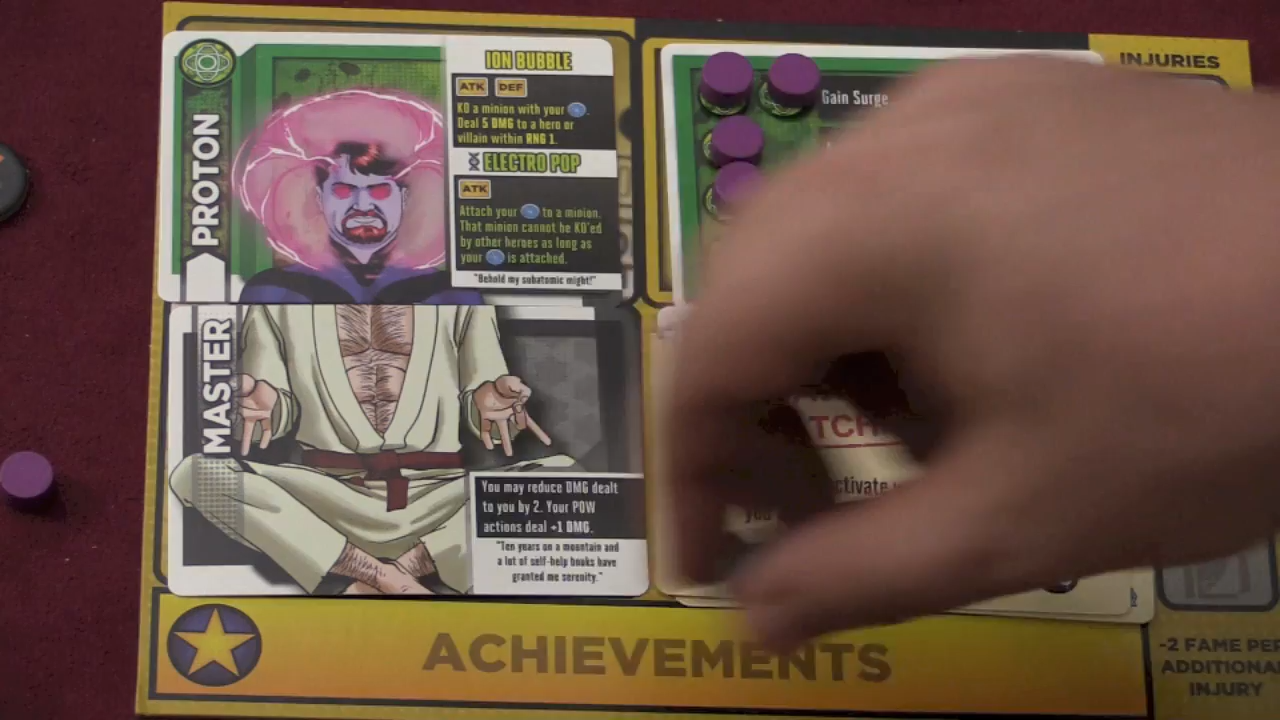 PROTON
ION BUBBLE
ATK DEF
KO a minion with your
Deal 5 DMG to a hero or
villain within RNG 1.
ELECTRO POP
ATK
Attach your to a minion.
That minion cannot be KO'ed
by other heroes as long as
your is attached.
"Behold my subatomic might!"
MASTER
You may reduce DMG dealt
to you by 2. Your POW
actions deal +1 DMG.
"Ten years on a mountain and
a lot of self-help books have
granted me serenity."
Gain Surge
INJURIES
ACHIEVEMENTS
-2 FAME PER
ADDITIONAL
INJURY